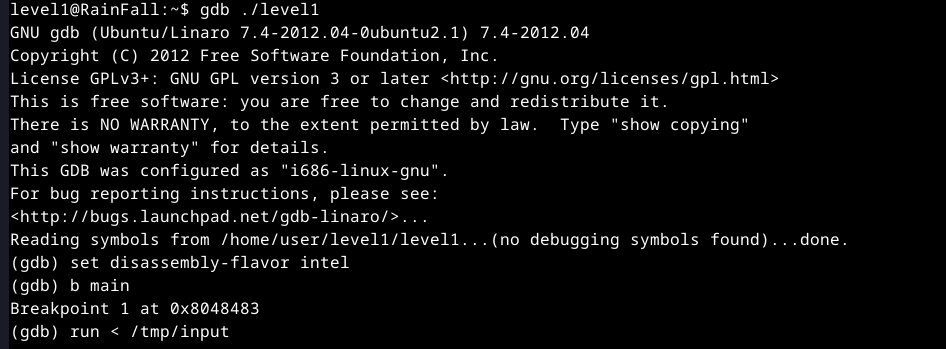 level1@RainFall:~$ gdb ./level1
GNU gdb (Ubuntu/Linaro 7.4-2012.04-0ubuntu2.1) 7.4-2012.04
Copyright (C) 2012 Free Software Foundation, Inc.
License GPLv3+: GNU GPL version 3 or later <http://gnu.org/licenses/gpl.html>
This is free software: you are free to change and redistribute it.
There is NO WARRANTY, to the extent permitted by law.  Type "show copying"
and "show warranty" for details.
This GDB was configured as "i686-linux-gnu".
For bug reporting instructions, please see:
<http://bugs.launchpad.net/gdb-linaro/>...
Reading symbols from /home/user/level1/level1...(no debugging symbols found)...done.
(gdb) set disassembly-flavor intel
(gdb) b main
Breakpoint 1 at 0x8048483
(gdb) run < /tmp/input